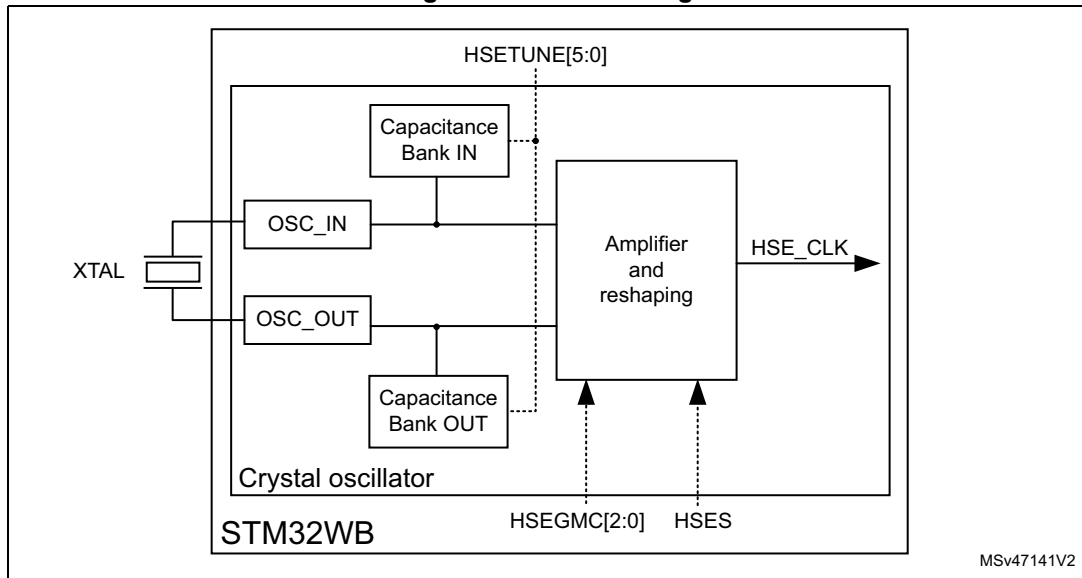 HSETUNE[5:0]
Capacitance
Bank IN
OSC_IN
XTAL
Amplifier
and
reshaping
HSE_CLK
OSC_OUT
Capacitance
Bank OUT
Crystal oscillator
HSEGMC[2:0]
HSES
STM32WB
MSv47141V2